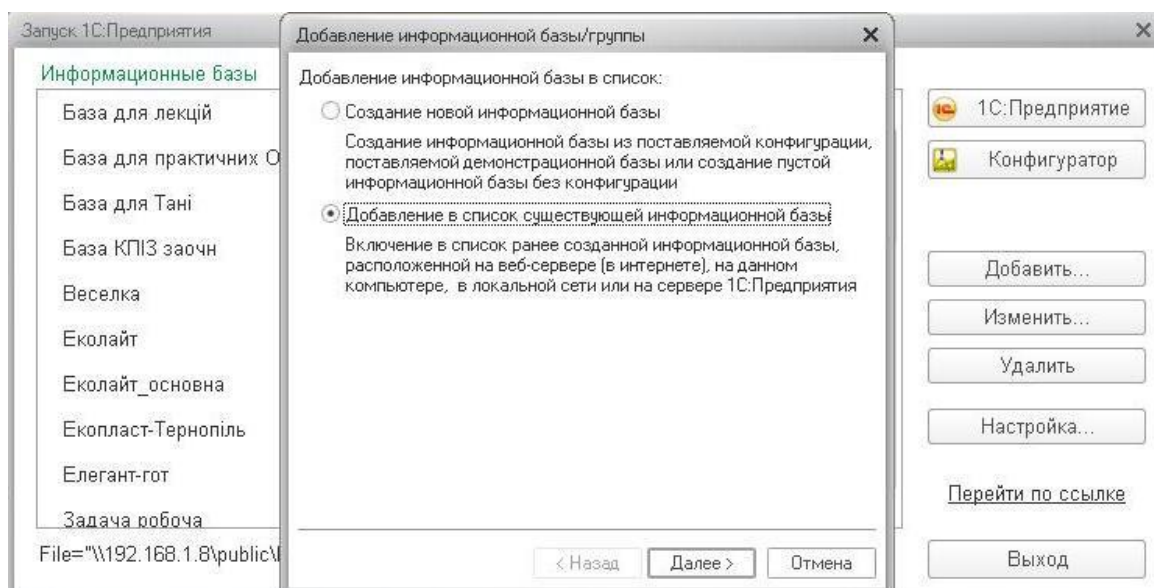 Запуск 1С:Предприятия
Информационные базы
База для лекцій
База для практичних О
База для Тані
База КПІЗ заочн
Веселка
Еколайт
Еколайт_основна
Екопласт-Тернопіль
Елегант-гот
Задача робоча
File="\\192.168.1.8\public\
Добавление информационной базы/группы
Добавление информационной базы в список:
Создание новой информационной базы
Создание информационной базы из поставляемой конфигурации,
поставляемой демонстрационной базы или создание пустой
информационной базы без конфигурации
Добавление в список существующей информационной базы
Включение в список ранее созданной информационной базы,
расположенной на веб-сервере (в интернете), на данном
компьютере, в локальной сети или на сервере 1С:Предприятия
< Назад
Далее >
Отмена
1С:Предприятие
Конфигуратор
Добавить...
Изменить...
Удалить
Настройка...
Перейти по ссылке
Выход